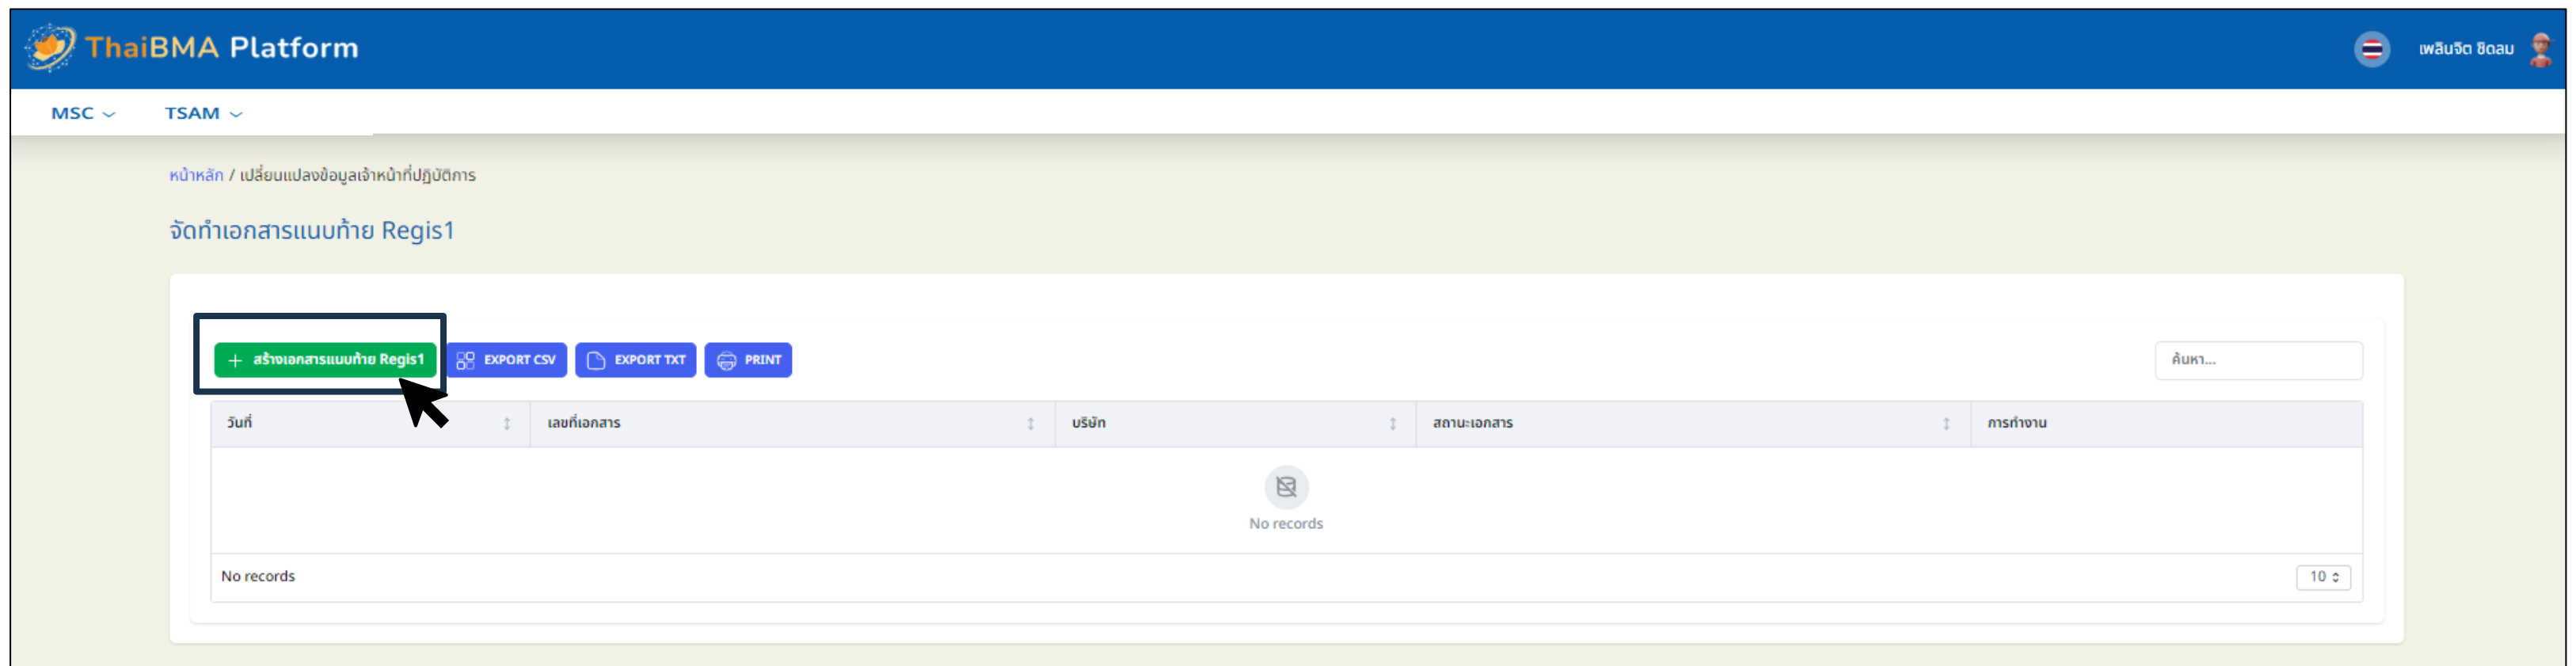 ThaiBMA Platform
เพลินจิต ชิดลม
MSC
TSAM
หน้าหลัก / เปลี่ยนแปลงข้อมูลเจ้าหน้าที่ปฏิบัติการ
จัดทำเอกสารแนบท้าย Regis1
+ สร้างเอกสารแนบท้าย Regis1
EXPORT CSV
EXPORT TXT
PRINT
ค้นหา...
วันที่
เลขที่เอกสาร
บริษัท
สถานะเอกสาร
การทำงาน
No records
No records
10